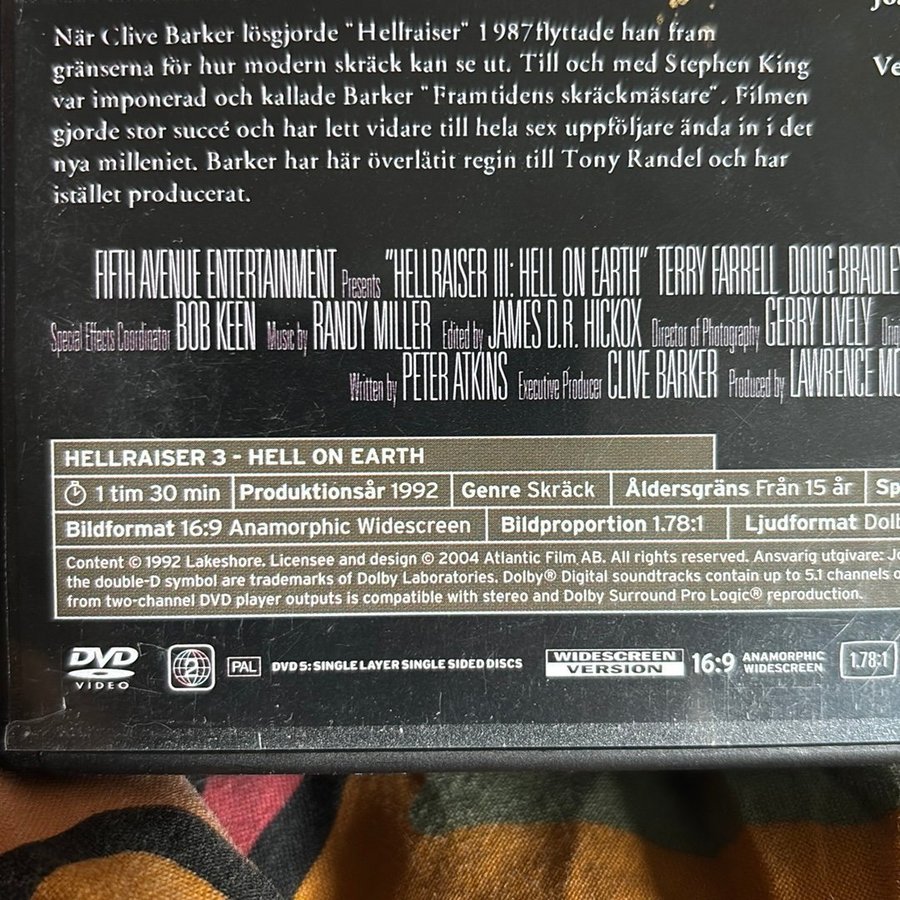 När Clive Barker lösgjorde "Hellraiser" 1987flyttade han fram
gränserna för hur modern skräck kan se ut. Till och med Stephen King
var imponerad och kallade Barker "Framtidens skräckmästare". Filmen
gjorde stor succé och har lett vidare till hela sex uppföljare ända in i det
nya milleniet. Barker har här överlåtit regin till Tony Randel och har
istället producerat.
Ve
FIFTH AVENUE ENTERTAINMENT Presents "HELLRAISER III: HELL ON EARTH" TERRY FARRELL DOUG BRADLEY
Special Effects Coordinator BOB KEEN Music by RANDY MILLER Edited by JAMES D.R. HICKOX Director of Photography GERRY LIVELY
Written by PETER ATKINS Executive Producer CLIVE BARKER Produced by LAWRENCE MO
HELLRAISER 3 - HELL ON EARTH
1 tim 30 min Produktionsår 1992 Genre Skräck Åldersgräns Från 15 år Sp
Bildformat 16:9 Anamorphic Widescreen Bildproportion 1.78:1 Ljudformat Dolb
Content © 1992 Lakeshore. Licensee and design © 2004 Atlantic Film AB. All rights reserved. Ansvarig utgivare: Jo
the double-D symbol are trademarks of Dolby Laboratories. Dolby® Digital soundtracks contain up to 5.1 channels o
from two-channel DVD player outputs is compatible with stereo and Dolby Surround Pro Logic® reproduction.
DVD VIDEO 2 PAL DVD 5: SINGLE LAYER SINGLE SIDED DISCS WIDESCREEN VERSION 16:9 ANAMORPHIC WIDESCREEN 1.78:1